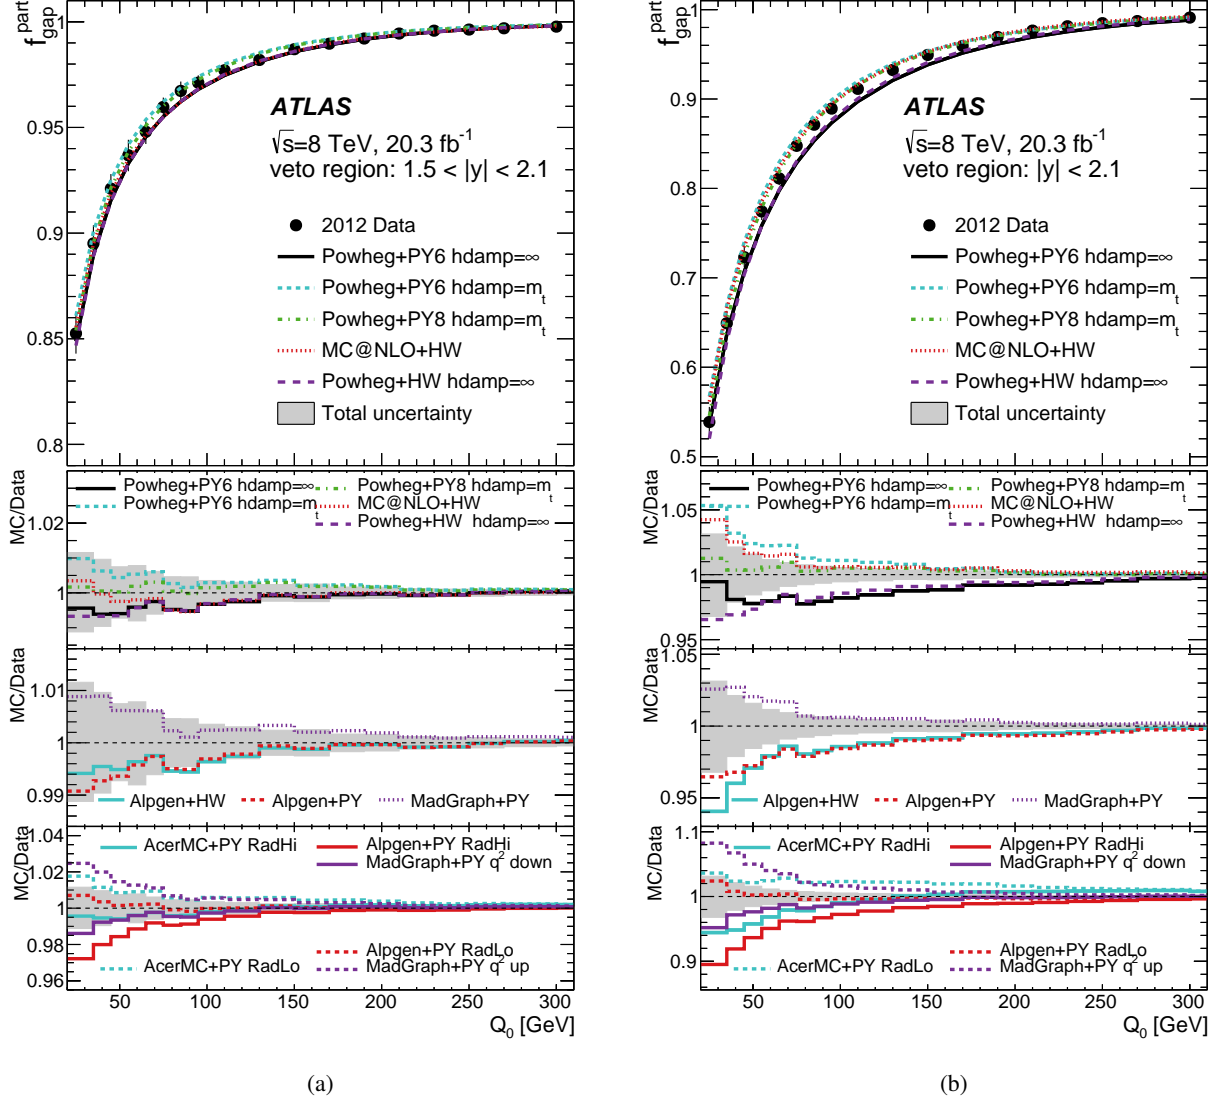 f_gap^part
1
0.95
0.9
0.85
0.8
ATLAS
√s=8 TeV, 20.3 fb⁻¹
veto region: 1.5 < |y| < 2.1
2012 Data
Powheg+PY6 hdamp=∞
Powheg+PY6 hdamp=m_t
Powheg+PY8 hdamp=m_t
MC@NLO+HW
Powheg+HW hdamp=∞
Total uncertainty
MC/Data
1.02
1
Powheg+PY6 hdamp=∞
Powheg+PY6 hdamp=m_t
Powheg+PY8 hdamp=m_t
MC@NLO+HW
Powheg+HW hdamp=∞
MC/Data
1.01
1
0.99
Alpgen+HW
Alpgen+PY
MadGraph+PY
MC/Data
1.04
1.02
1
0.98
0.96
AcerMC+PY RadHi
Alpgen+PY RadHi
MadGraph+PY q² down
AcerMC+PY RadLo
Alpgen+PY RadLo
MadGraph+PY q² up
50 100 150 200 250 300
Q₀ [GeV]
(a)
f_gap^part
1
0.9
0.8
0.7
0.6
0.5
ATLAS
√s=8 TeV, 20.3 fb⁻¹
veto region: |y| < 2.1
2012 Data
Powheg+PY6 hdamp=∞
Powheg+PY6 hdamp=m_t
Powheg+PY8 hdamp=m_t
MC@NLO+HW
Powheg+HW hdamp=∞
Total uncertainty
MC/Data
1.05
1
0.95
Powheg+PY6 hdamp=∞
Powheg+PY6 hdamp=m_t
Powheg+PY8 hdamp=m_t
MC@NLO+HW
Powheg+HW hdamp=∞
MC/Data
1.05
1
0.95
Alpgen+HW
Alpgen+PY
MadGraph+PY
MC/Data
1.1
1
0.9
AcerMC+PY RadHi
Alpgen+PY RadHi
MadGraph+PY q² down
AcerMC+PY RadLo
Alpgen+PY RadLo
MadGraph+PY q² up
50 100 150 200 250 300
Q₀ [GeV]
(b)